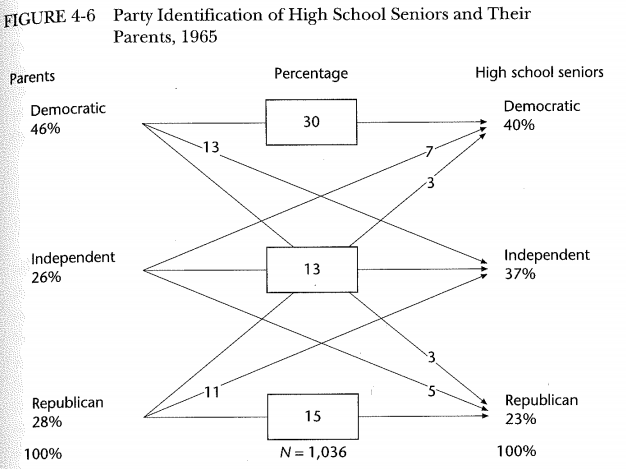 FIGURE 4-6 Party Identification of High School Seniors and Their
Parents, 1965
Parents Percentage High school seniors
Democratic
46%
30
Democratic
40%
13
7
3
Independent
26%
13
Independent
37%
3
11
5
Republican
28%
15
Republican
23%
100% N = 1,036 100%